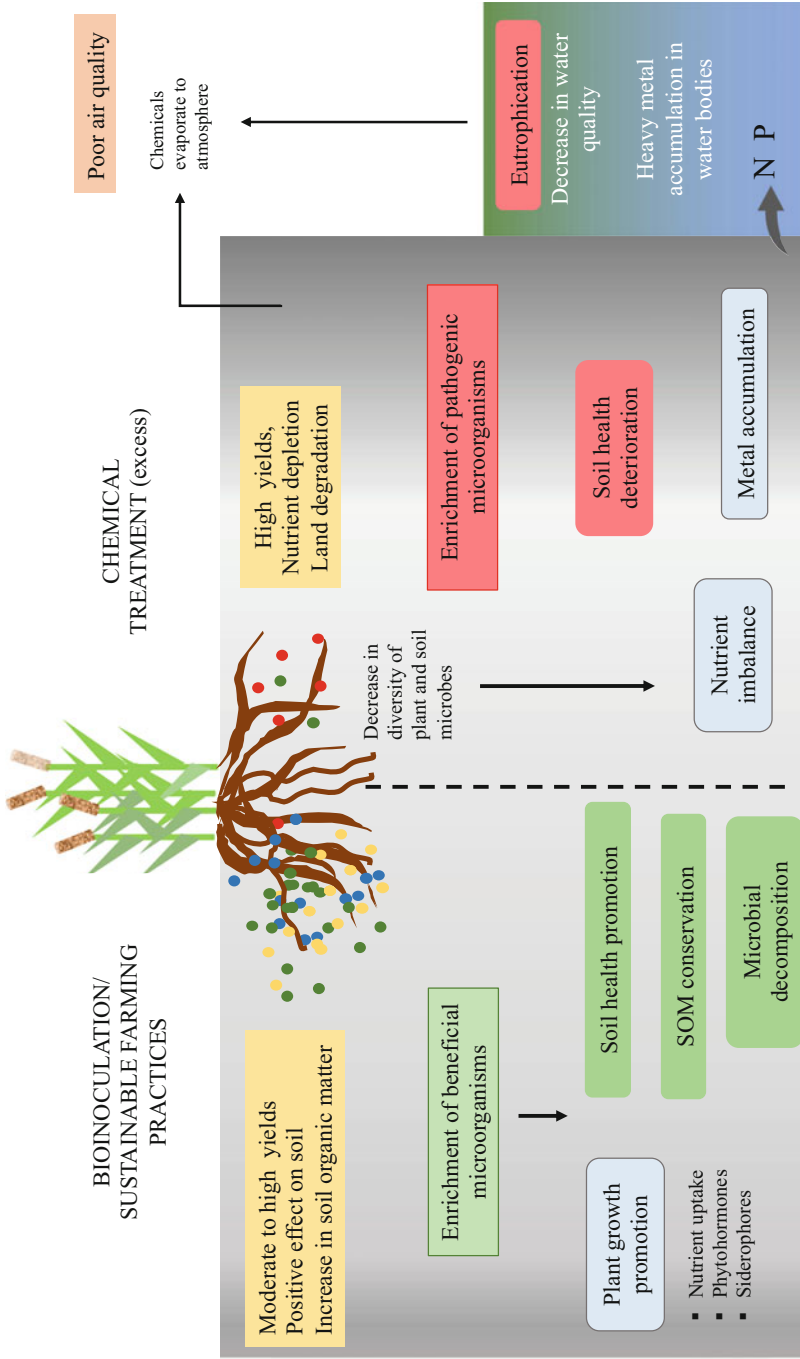 BIOINOCULATION/
SUSTAINABLE FARMING
PRACTICES
CHEMICAL
TREATMENT (excess)
Poor air quality
Chemicals
evaporate to
atmosphere
Moderate to high yields
Positive effect on soil
Increase in soil organic matter
High yields,
Nutrient depletion
Land degradation
Decrease in
diversity of
plant and soil
microbes
Enrichment of beneficial
microorganisms
Enrichment of pathogenic
microorganisms
Plant growth
promotion
▪ Nutrient uptake
▪ Phytohormones
▪ Siderophores
Soil health promotion
SOM conservation
Microbial
decomposition
Soil health
deterioration
Nutrient
imbalance
Metal accumulation
Eutrophication
Decrease in water
quality
Heavy metal
accumulation in
water bodies
N P